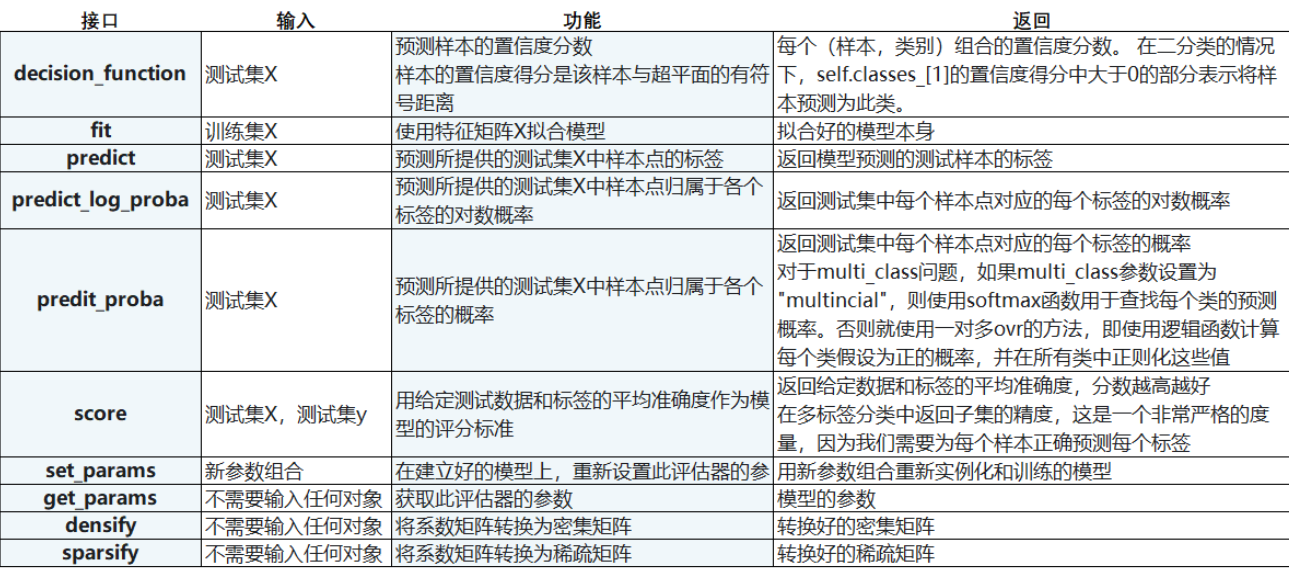 接口 输入 功能 返回
decision_function 测试集X 预测样本的置信度分数
样本的置信度得分是该样本与超平面的有符
号距离 每个（样本，类别）组合的置信度分数。 在二分类的情况
下，self.classes_[1]的置信度得分中大于0的部分表示将样
本预测为此类。
fit 训练集X 使用特征矩阵X拟合模型 拟合好的模型本身
predict 测试集X 预测所提供的测试集X中样本点的标签 返回模型预测的测试样本的标签
predict_log_proba 测试集X 预测所提供的测试集X中样本点归属于各个
标签的对数概率 返回测试集中每个样本点对应的每个标签的对数概率
predit_proba 测试集X 预测所提供的测试集X中样本点归属于各个
标签的概率 返回测试集中每个样本点对应的每个标签的概率
对于multi_class问题，如果multi_class参数设置为
"multincial"，则使用softmax函数用于查找每个类的预测
概率。否则就使用一对多ovr的方法，即使用逻辑函数计算
每个类假设为正的概率，并在所有类中正则化这些值
score 测试集X，测试集y 用给定测试数据和标签的平均准确度作为模
型的评分标准 返回给定数据和标签的平均准确度，分数越高越好
在多标签分类中返回子集的精度，这是一个非常严格的度
量，因为我们需要为每个样本正确预测每个标签
set_params 新参数组合 在建立好的模型上，重新设置此评估器的参 用新参数组合重新实例化和训练的模型
get_params 不需要输入任何对象 获取此评估器的参数 模型的参数
densify 不需要输入任何对象 将系数矩阵转换为密集矩阵 转换好的密集矩阵
sparsify 不需要输入任何对象 将系数矩阵转换为稀疏矩阵 转换好的稀疏矩阵